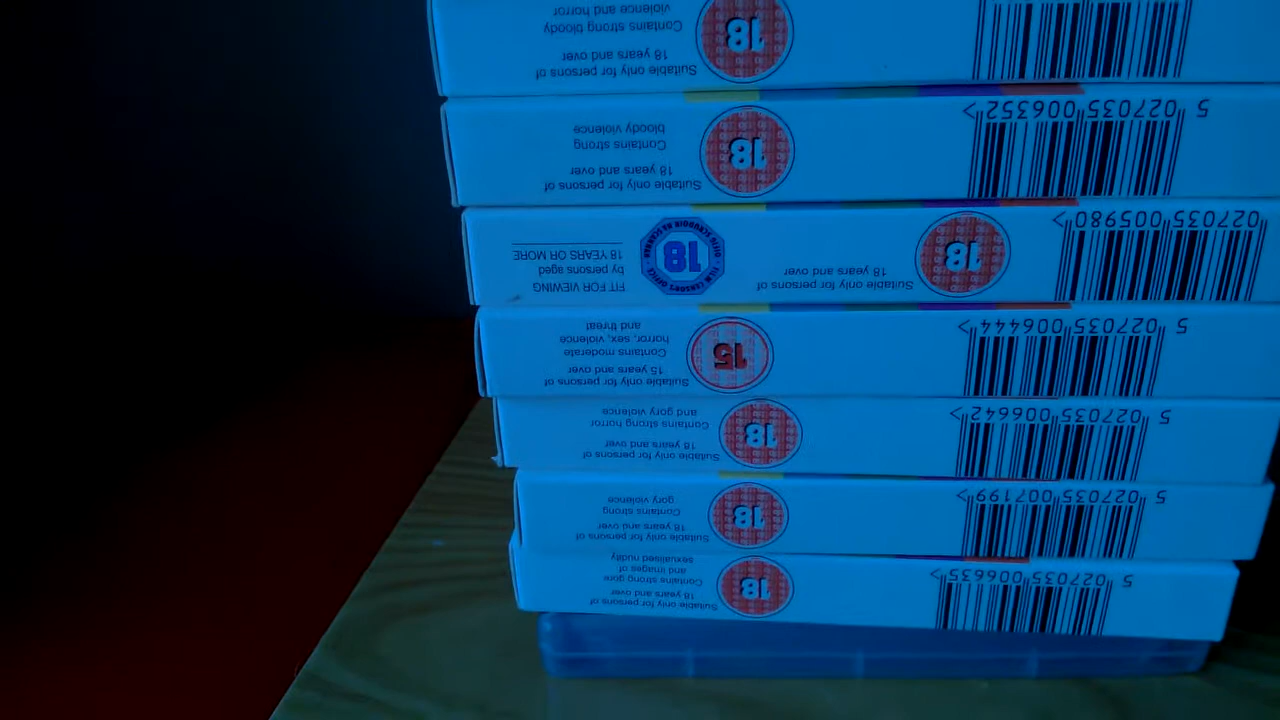 5 027035 006635 >
18
Suitable only for persons of
18 years and over
Contains strong gore
and images of
sexualised nudity
5 027035 007199 >
18
Suitable only for persons of
18 years and over
Contains strong
gory violence
5 027035 006642 >
18
Suitable only for persons of
18 years and over
Contains strong horror
and gory violence
5 027035 006444 >
15
Suitable only for persons of
15 years and over
Contains moderate
horror, sex, violence
and threat
027035 005980 >
18
Suitable only for persons of
18 years and over
18
FILM CENSOR'S OFFICE
FIT FOR VIEWING
by persons aged
18 YEARS OR MORE
5 027035 006352 >
18
Suitable only for persons of
18 years and over
Contains strong
bloody violence
18
Suitable only for persons of
18 years and over
Contains strong bloody
violence and horror